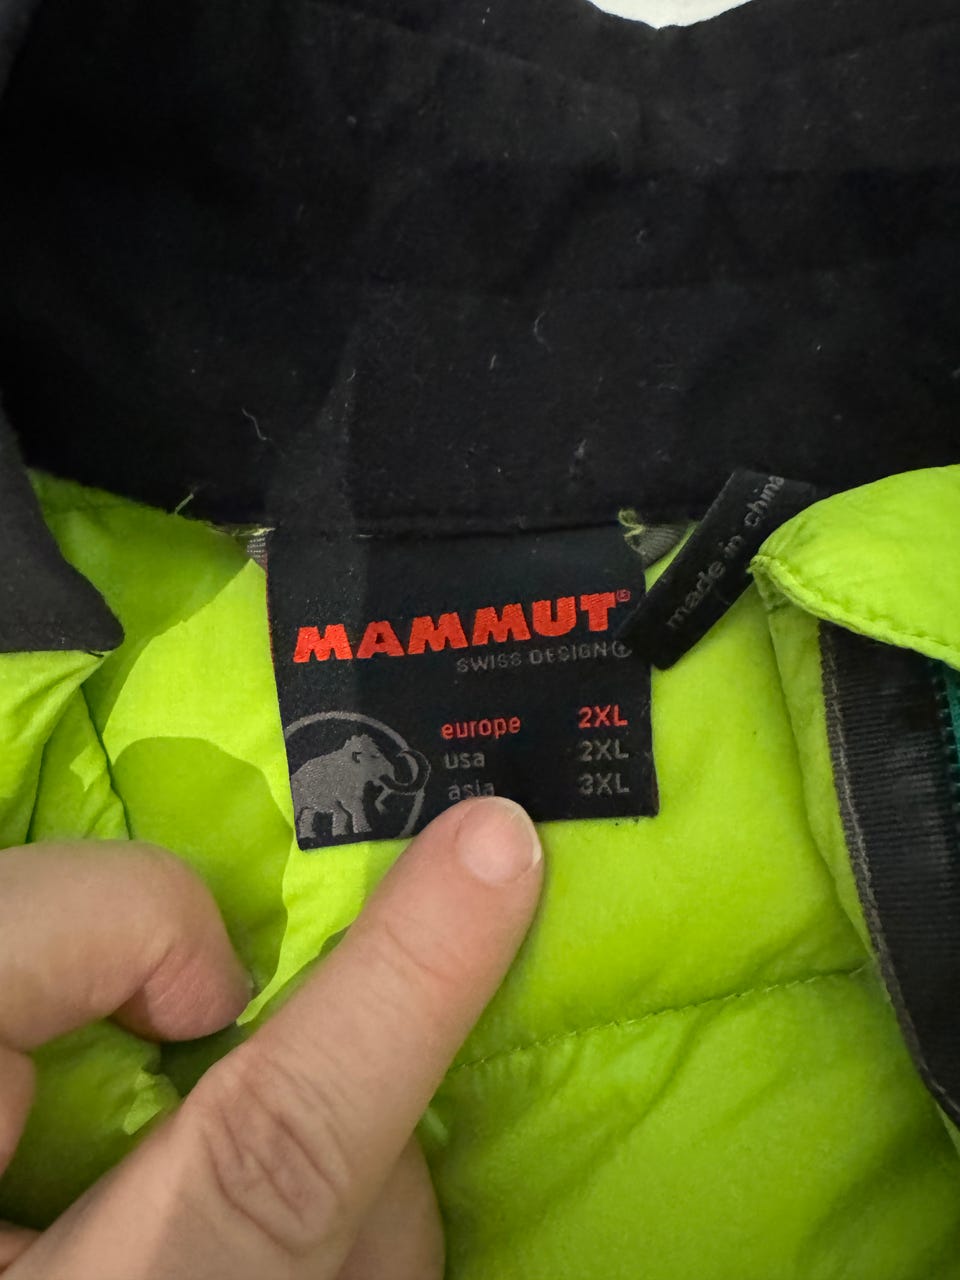 MAMMUT®
SWISS DESIGN
europe 2XL
usa 2XL
asia 3XL
made in china